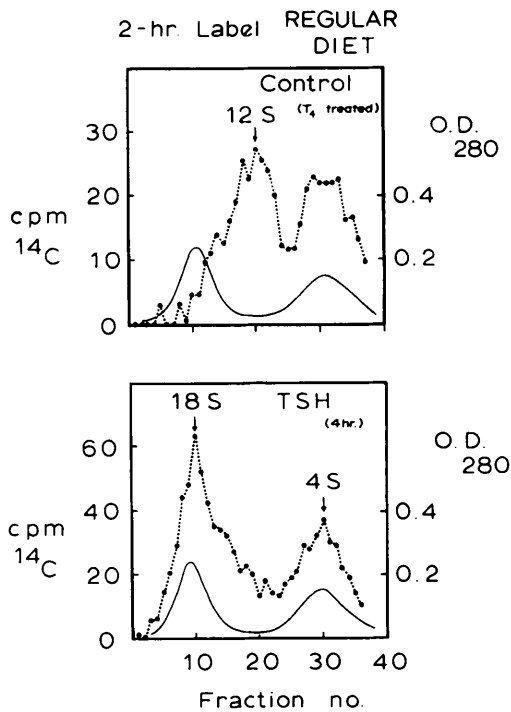 2-hr. Label REGULAR DIET
Control
(T4 treated)
12 S
O.D. 280
cpm 14C
30
20
10
0
0.4
0.2
18 S
TSH
(4hr.)
4 S
O.D. 280
cpm 14C
60
40
20
0
0.4
0.2
0
10
20
30
40
Fraction no.